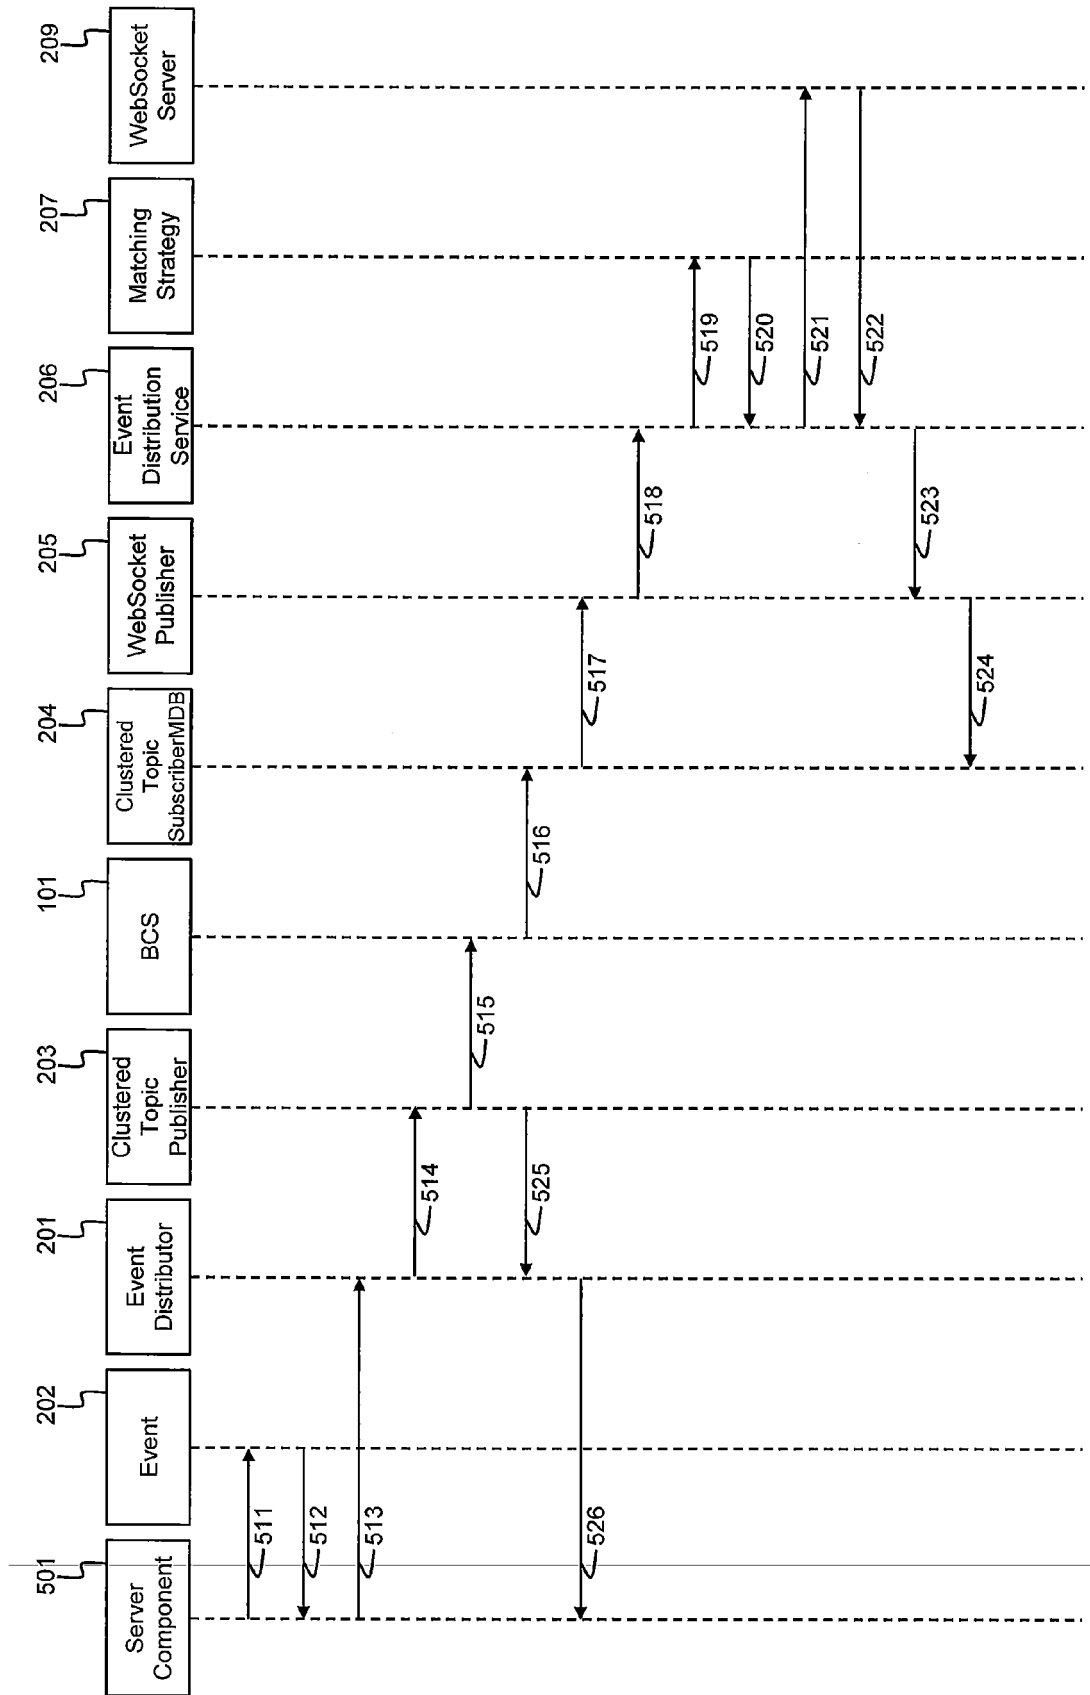 501
Server
Component
202
Event
201
Event
Distributor
203
Clustered
Topic
Publisher
101
BCS
204
Clustered
Topic
SubscriberMDB
205
WebSocket
Publisher
206
Event
Distribution
Service
207
Matching
Strategy
209
WebSocket
Server
511
512
513
514
515
516
525
517
526
518
519
520
521
522
523
524